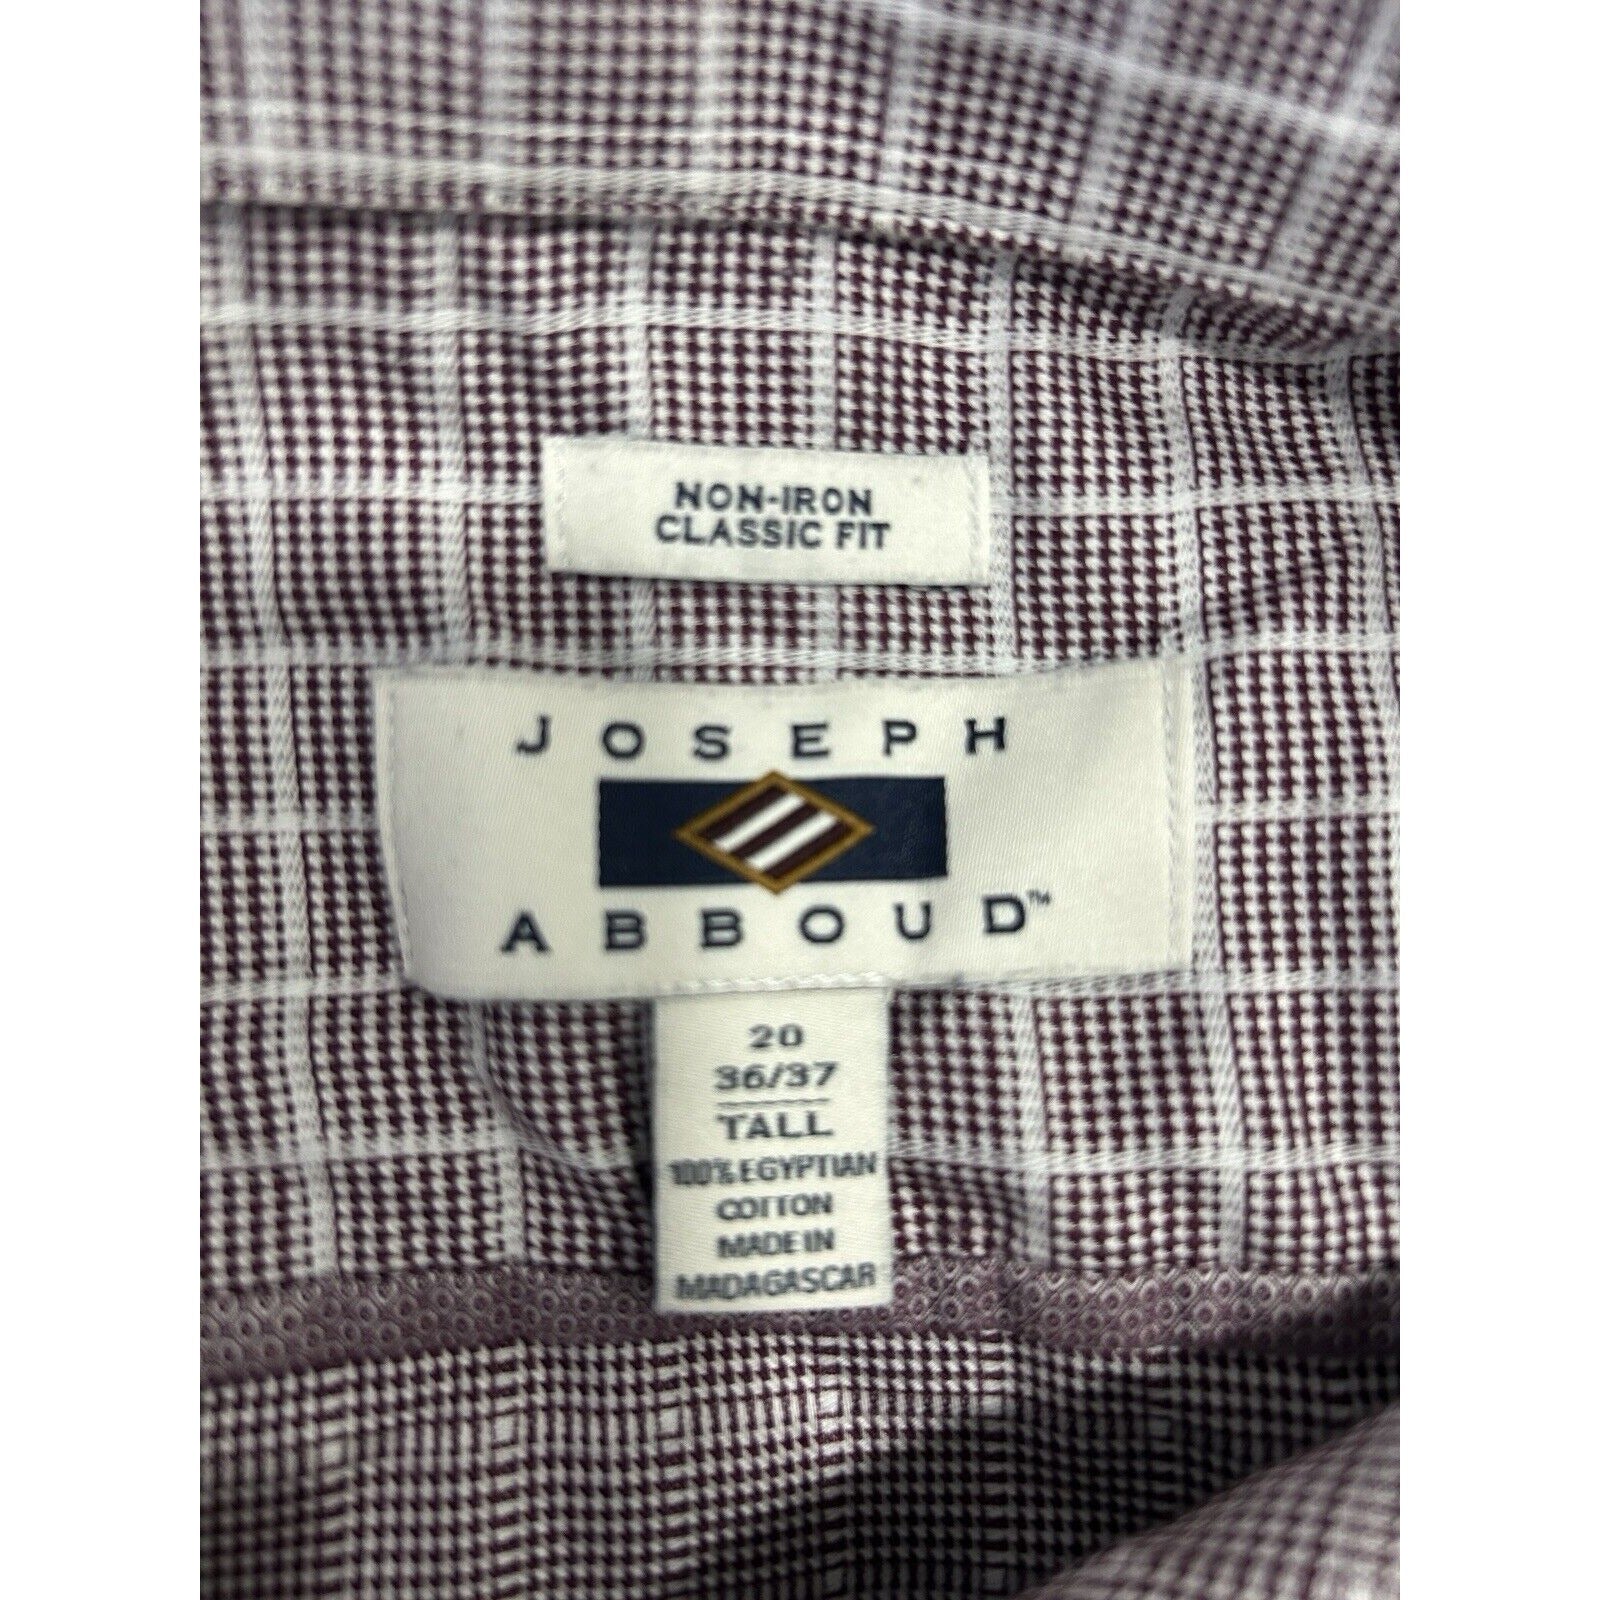 NON-IRON
CLASSIC FIT
JOSEPH
ABBOUD™
20
36/37
TALL
100% EGYPTIAN
COTTON
MADE IN
MADAGASCAR